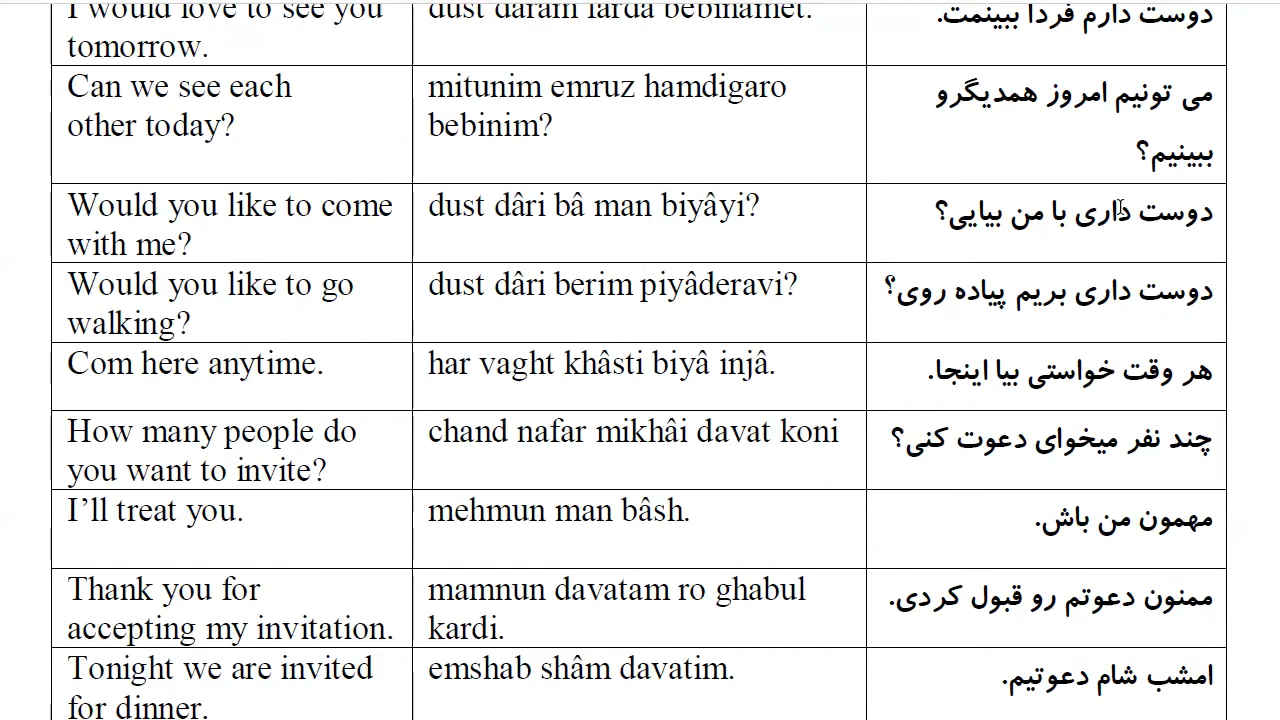 I would love to see you
tomorrow.
dust dâram fardâ bebinamet.
دوست دارم فردا ببینمت.
Can we see each
other today?
mitunim emruz hamdigaro
bebinim?
می تونیم امروز همدیگرو
ببینیم؟
Would you like to come
with me?
dust dâri bâ man biyâyi?
دوست داری با من بیایی؟
Would you like to go
walking?
dust dâri berim piyâderavi?
دوست داری بریم پیاده روی؟
Com here anytime.
har vaght khâsti biyâ injâ.
هر وقت خواستی بیا اینجا.
How many people do
you want to invite?
chand nafar mikhâi davat koni
چند نفر میخوای دعوت کنی؟
I’ll treat you.
mehmun man bâsh.
مهمون من باش.
Thank you for
accepting my invitation.
mamnun davatam ro ghabul
kardi.
ممنون دعوتم رو قبول کردی.
Tonight we are invited
for dinner.
emshab shâm davatim.
امشب شام دعوتیم.